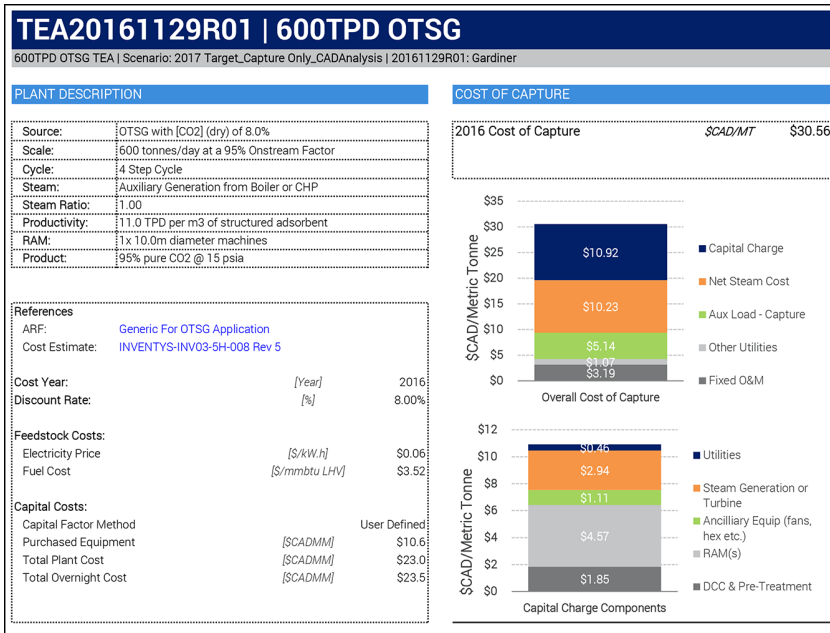 TEA20161129R01 | 600TPD OTSG
600TPD OTSG TEA | Scenario: 2017 Target_Capture Only_CADAnalysis | 20161129R01: Gardiner
PLANT DESCRIPTION
Source: OTSG with [CO2] (dry) of 8.0%
Scale: 600 tonnes/day at a 95% Onstream Factor
Cycle: 4 Step Cycle
Steam: Auxiliary Generation from Boiler or CHP
Steam Ratio: 1.00
Productivity: 11.0 TPD per m3 of structured adsorbent
RAM: 1x 10.0m diameter machines
Product: 95% pure CO2 @ 15 psia
References
ARF: Generic For OTSG Application
Cost Estimate: INVENTYS-INV03-5H-008 Rev 5
Cost Year: [Year] 2016
Discount Rate: [%] 8.00%
Feedstock Costs:
Electricity Price [$/kW.h] $0.06
Fuel Cost [$/mmbtu LHV] $3.52
Capital Costs:
Capital Factor Method User Defined
Purchased Equipment [$CADMM] $10.6
Total Plant Cost [$CADMM] $23.0
Total Overnight Cost [$CADMM] $23.5
COST OF CAPTURE
2016 Cost of Capture $CAD/MT $30.56
$CAD/Metric Tonne
$35
$30
$25
$20
$15
$10
$5
$0
$10.92
$10.23
$5.14
$1.07
$3.19
Capital Charge
Net Steam Cost
Aux Load - Capture
Other Utilities
Fixed O&M
Overall Cost of Capture
$CAD/Metric Tonne
$12
$10
$8
$6
$4
$2
$0
$0.46
$2.94
$1.11
$4.57
$1.85
Utilities
Steam Generation or
Turbine
Ancilliary Equip (fans,
hex etc.)
RAM(s)
DCC & Pre-Treatment
Capital Charge Components